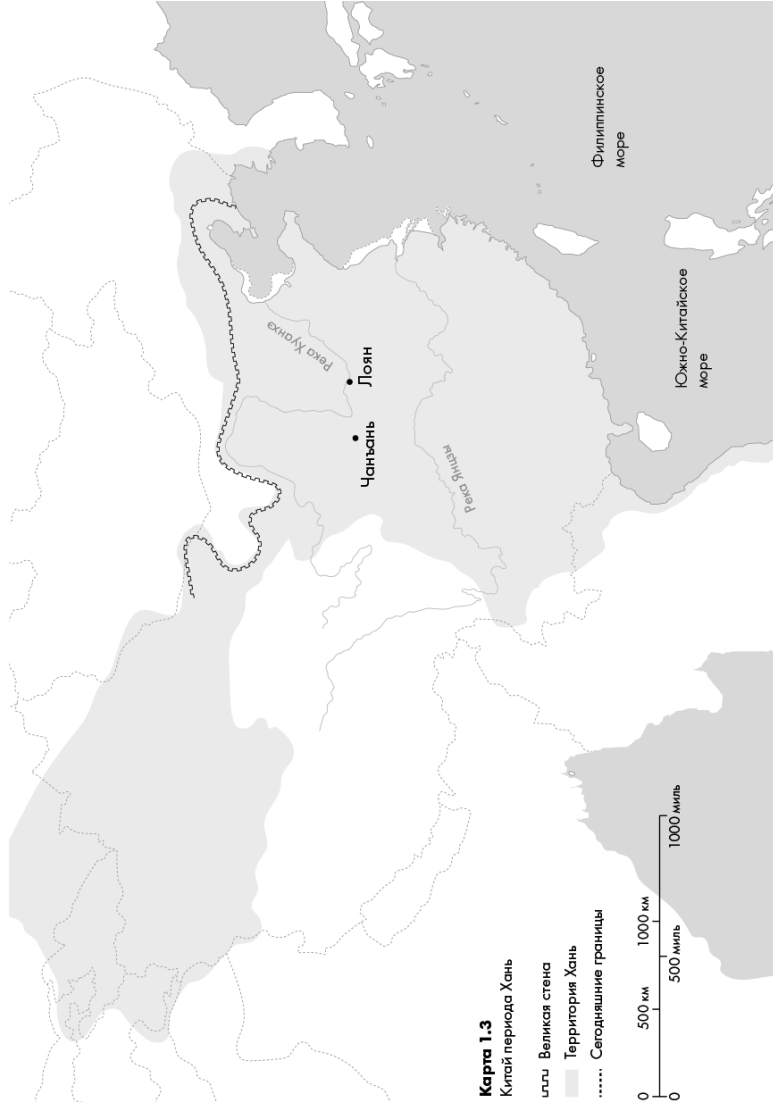 Карта 1.3
Китай периода Хань
Великая стена
Территория Хань
Сегодняшние границы
0 500 км 1000 км
0 500 миль 1000 миль
Река Хуанхэ
Лоян
Чанъань
Река Янцзы
Филиппинское
море
Южно-Китайское
море